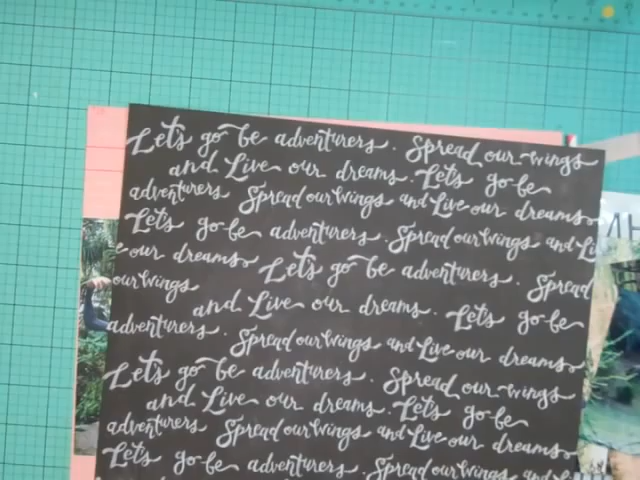 Let's go be adventurers. Spread our wings
and Live our dreams. Let's go be
adventurers Spread our wings and Live our dreams
Let's go be adventurers. Spread our wings and Li
e our dreams Let's go be adventurers. Spread
our wings and Live our dreams. Let's go be
adventurers. Spread our wings and Live our dreams
Let's go be adventurers. Spread our wings
and Live our dreams. Let's go be
adventurers Spread our wings and Live our dreams
Let's go be adventurers. Spread our wings and